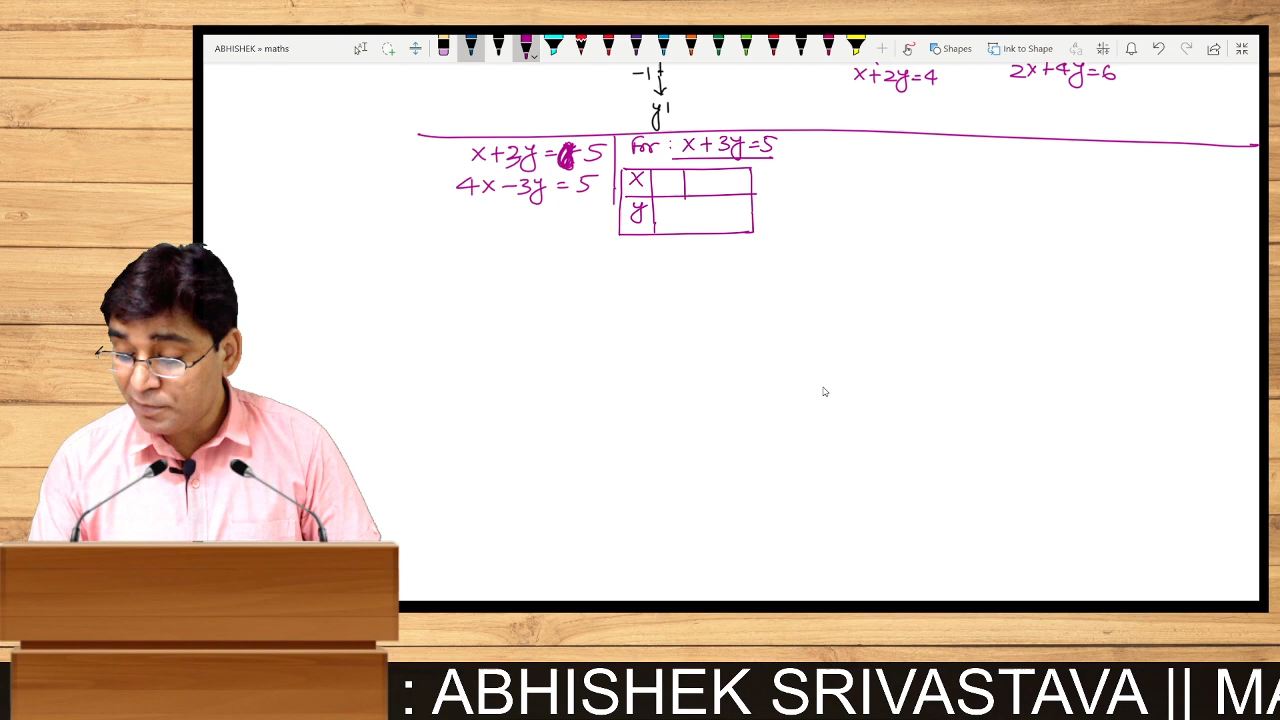 ABHISHEK » maths
Shapes
Ink to Shape
-1
y'
x+2y=4
2x+4y=6
x+3y= 5
4x-3y = 5
For : x+3y=5
x
y
: ABHISHEK SRIVASTAVA || MA